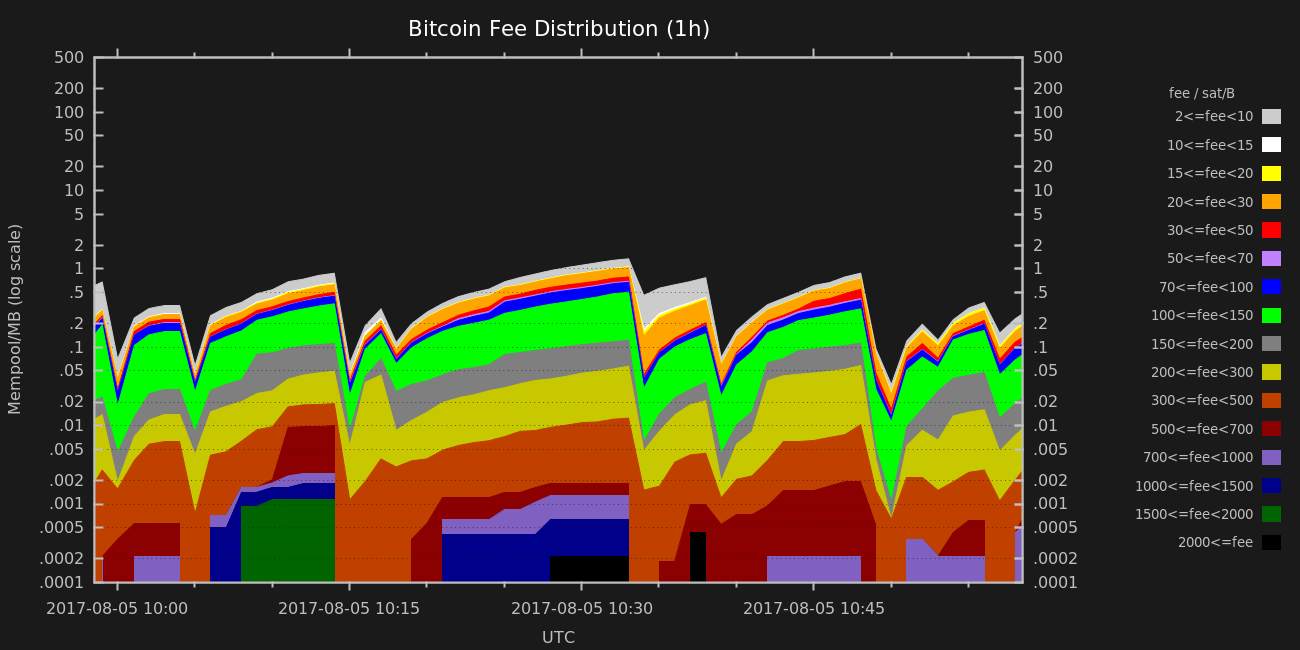 Bitcoin Fee Distribution (1h)
500 500
200 200
100 100
50 50
20 20
10 10
5 5
2 2
1 1
.5 .5
.2 .2
.1 .1
.05 .05
.02 .02
.01 .01
.005 .005
.002 .002
.001 .001
.0005 .0005
.0002 .0002
.0001 .0001
Mempool/MB (log scale)
2017-08-05 10:00 2017-08-05 10:15 2017-08-05 10:30 2017-08-05 10:45
UTC
fee / sat/B
2<=fee<10
10<=fee<15
15<=fee<20
20<=fee<30
30<=fee<50
50<=fee<70
70<=fee<100
100<=fee<150
150<=fee<200
200<=fee<300
300<=fee<500
500<=fee<700
700<=fee<1000
1000<=fee<1500
1500<=fee<2000
2000<=fee